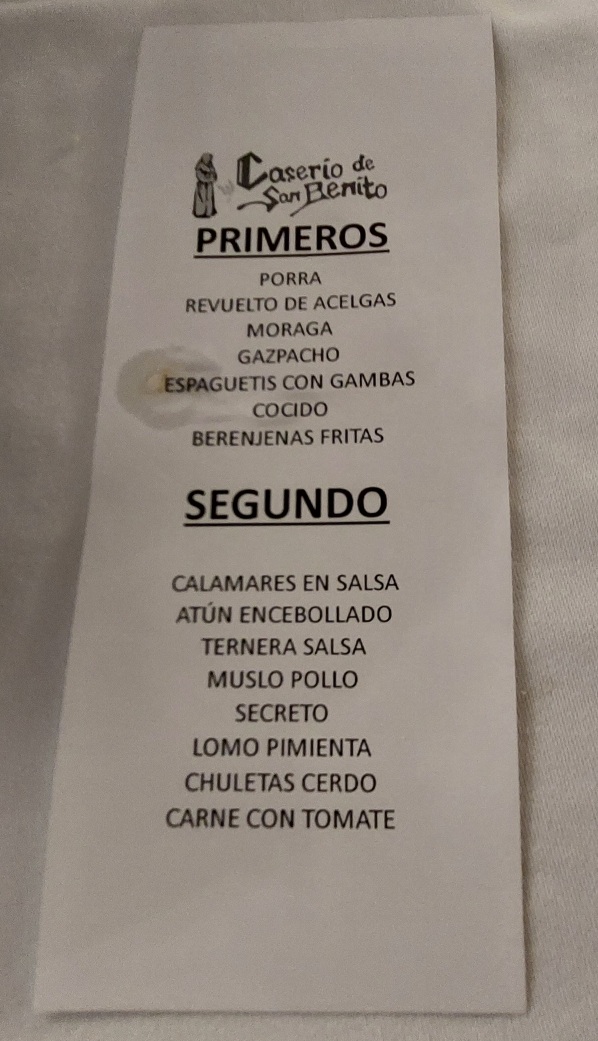 Caserío de
San Benito
PRIMEROS
PORRA
REVUELTO DE ACELGAS
MORAGA
GAZPACHO
ESPAGUETIS CON GAMBAS
COCIDO
BERENJENAS FRITAS
SEGUNDO
CALAMARES EN SALSA
ATÚN ENCEBOLLADO
TERNERA SALSA
MUSLO POLLO
SECRETO
LOMO PIMIENTA
CHULETAS CERDO
CARNE CON TOMATE